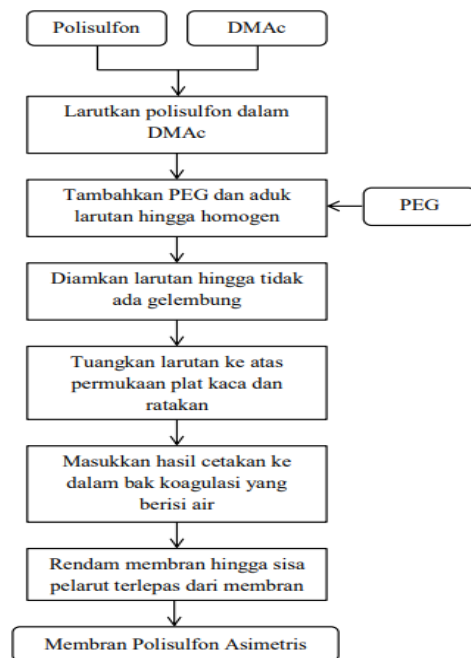 Polisulfon
DMAc
Larutkan polisulfon dalam
DMAc
Tambahkan PEG dan aduk
larutan hingga homogen
PEG
Diamkan larutan hingga tidak
ada gelembung
Tuangkan larutan ke atas
permukaan plat kaca dan
ratakan
Masukkan hasil cetakan ke
dalam bak koagulasi yang
berisi air
Rendam membran hingga sisa
pelarut terlepas dari membran
Membran Polisulfon Asimetris